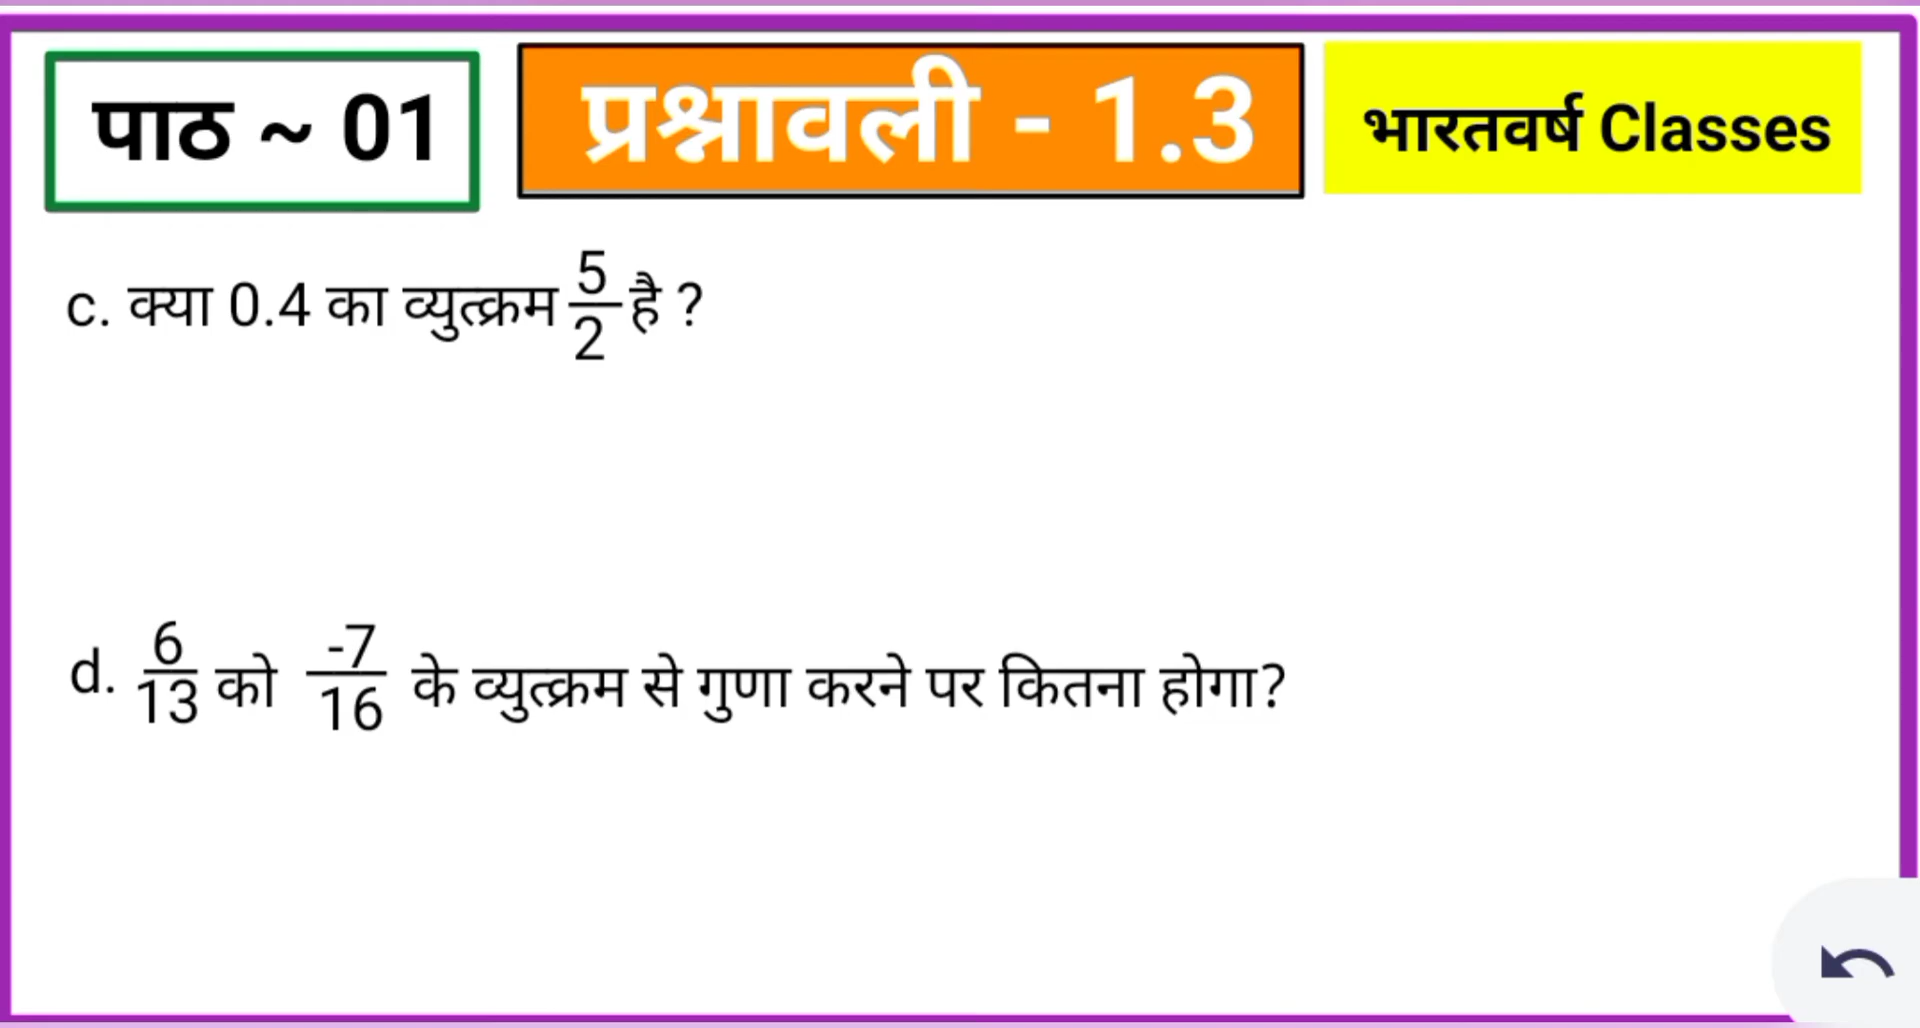 पाठ ~ 01 प्रश्नावली - 1.3 भारतवर्ष Classes
c. क्या 0.4 का व्युत्क्रम 5/2 है ?
d. 6/13 को -7/16 के व्युत्क्रम से गुणा करने पर कितना होगा?